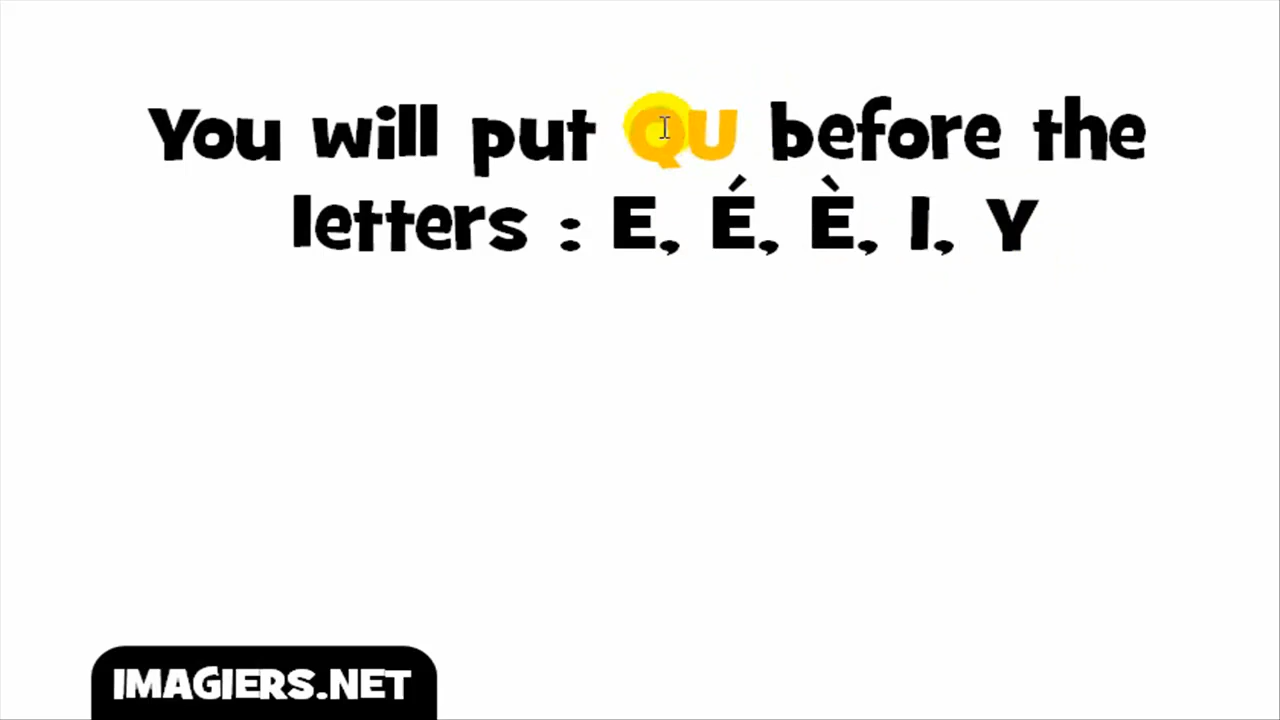 You will put QU before the
letters : E, É, È, I, Y
IMAGIERS.NET